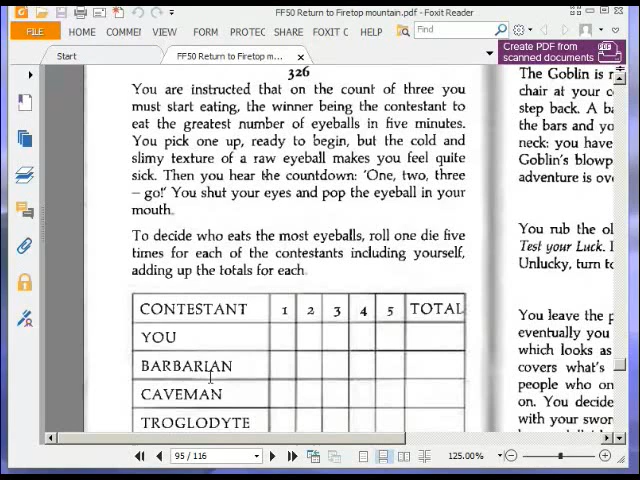 FF50 Return to Firetop mountain.pdf - Foxit Reader
FILE HOME COMMEI VIEW FORM PROTEC SHARE FOXIT C Find
Start FF50 Return to Firetop m...
Create PDF from
scanned documents
326
You are instructed that on the count of three you
must start eating, the winner being the contestant to
eat the greatest number of eyeballs in five minutes.
You pick one up, ready to begin, but the cold and
slimy texture of a raw eyeball makes you feel quite
sick. Then you hear the countdown: 'One, two, three
– go!' You shut your eyes and pop the eyeball in your
mouth.
To decide who eats the most eyeballs, roll one die five
times for each of the contestants including yourself,
adding up the totals for each.
CONTESTANT 1 2 3 4 5 TOTAL
YOU
BARBARIAN
CAVEMAN
TROGLODYTE
The Goblin is
chair at your
step back. A ba
the bars and yo
neck: you have
Goblin's blowp
adventure is ov
You rub the ol
Test your Luck.
Unlucky, turn to
You leave the p
eventually you
which looks as
covers what's
people who on
on. You decide
with your swor
95 / 116 125.00%